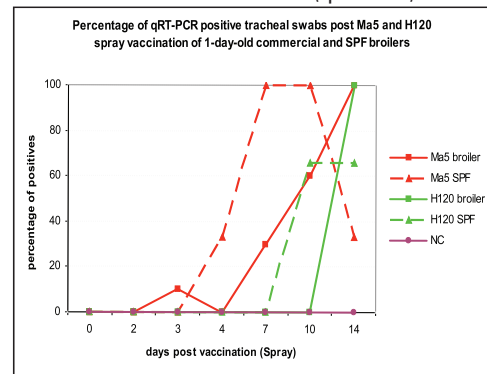 Percentage of qRT-PCR positive tracheal swabs post Ma5 and H120
spray vaccination of 1-day-old commercial and SPF broilers
percentage of positives
100
80
60
40
20
0
0 2 3 4 7 10 14
days post vaccination (Spray)
Ma5 broiler
Ma5 SPF
H120 broiler
H120 SPF
NC